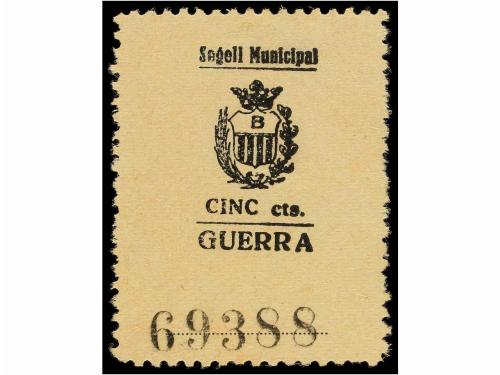 Segell Municipal
B
CINC cts.
GUERRA
69388